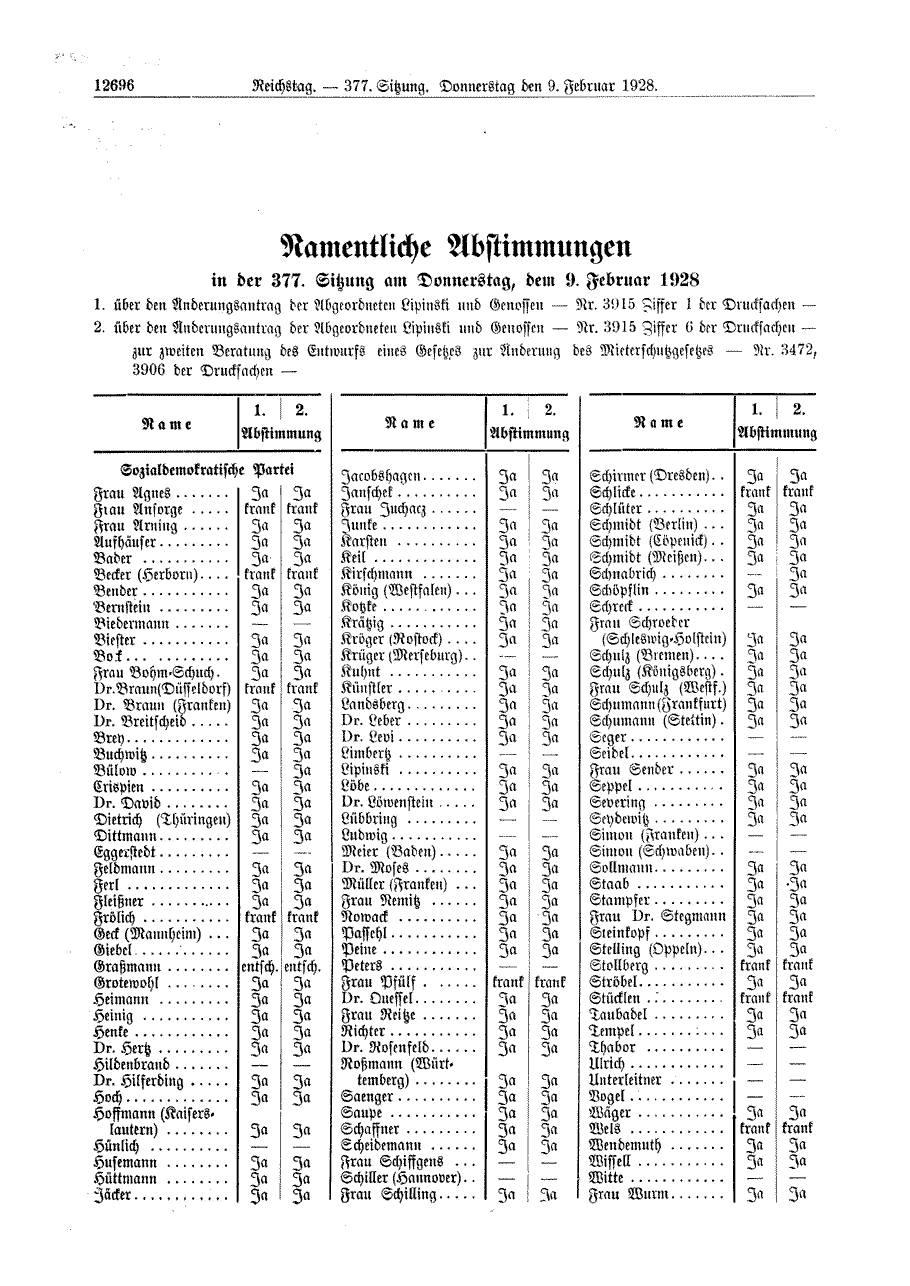 12696 Reichstag. — 377. Sitzung. Donnerstag den 9. Februar 1928.
Namentliche Abstimmungen
in der 377. Sitzung am Donnerstag, dem 9. Februar 1928
1. über den Änderungsantrag der Abgeordneten Lipinski und Genossen — Nr. 3915 Ziffer 1 der Drucksachen —
2. über den Änderungsantrag der Abgeordneten Lipinski und Genossen — Nr. 3915 Ziffer 6 der Drucksachen —
zur zweiten Beratung des Entwurfs eines Gesetzes zur Änderung des Mieterschutzgesetzes — Nr. 3472,
3906 der Drucksachen —
Name 1. 2.
Abstimmung
Sozialdemokratische Partei
Frau Agnes ....... Ja Ja
Frau Ansorge ..... krank krank
Frau Arning ...... Ja Ja
Aufhäuser ......... Ja Ja
Bader ........... Ja Ja
Becker (Herborn) .... krank krank
Bender ........... Ja Ja
Bernstein ......... Ja Ja
Biedermann ....... — —
Biester ........... Ja Ja
Bock ... ......... Ja Ja
Frau Bohm-Schuch . Ja Ja
Dr. Braun (Düsseldorf) krank krank
Dr. Braun (Franken) Ja Ja
Dr. Breitscheid ..... Ja Ja
Brey ............. Ja Ja
Buchwitz .......... Ja Ja
Bülow ........... — Ja
Crispien .......... Ja Ja
Dr. David ........ Ja Ja
Dietrich (Thüringen) Ja Ja
Dittmann ......... Ja Ja
Eggerstedt ......... — —
Feldmann ......... Ja Ja
Ferl ............. Ja Ja
Fleißner .......... Ja Ja
Frölich ........... krank krank
Geck (Mannheim) ... Ja Ja
Giebel ............ Ja Ja
Graßmann ........ entsch. entsch.
Grotewohl ........ Ja Ja
Heimann ......... Ja Ja
Heinig ........... Ja Ja
Henke ........... Ja Ja
Dr. Hertz ......... Ja Ja
Hildenbrand ....... — —
Dr. Hilferding ..... Ja Ja
Hoch ............. Ja Ja
Hoffmann (Kaisers-
lautern) ........ Ja Ja
Hünlich .......... — —
Husemann ........ Ja Ja
Hüttmann ........ Ja Ja
Jäcker ............ Ja Ja
Name 1. 2.
Abstimmung
Jacobshagen ....... Ja Ja
Janschek .......... Ja Ja
Frau Juchacz ..... — —
Junke ............ Ja Ja
Karsten .......... Ja Ja
Keil ............. Ja Ja
Kirschmann ....... Ja Ja
König (Westfalen) ... Ja Ja
Kotzke ........... Ja Ja
Krätzig ........... Ja Ja
Kröger (Rostock) .... Ja Ja
Krüger (Merseburg) .. — —
Kuhnt ........... Ja Ja
Künstler .......... Ja Ja
Landsberg ......... Ja Ja
Dr. Leber ......... Ja Ja
Dr. Levi .......... Ja Ja
Limbertz .......... — —
Lipinski .......... Ja Ja
Löbe ............. Ja Ja
Dr. Löwenstein ..... Ja Ja
Lübbring ......... — —
Ludwig ........... — —
Meier (Baden) ..... Ja Ja
Dr. Moses ........ Ja Ja
Müller (Franken) ... Ja Ja
Frau Nemitz ...... Ja Ja
Nowack .......... Ja Ja
Passehl ........... Ja Ja
Peine ............ Ja Ja
Peters ........... — —
Frau Pfülf . ..... krank krank
Dr. Quessel ........ Ja Ja
Frau Reitze ....... Ja Ja
Richter ........... Ja Ja
Dr. Rosenfeld ...... Ja Ja
Roßmann (Würt-
temberg) ........ Ja Ja
Saenger .......... Ja Ja
Saupe ........... Ja Ja
Schaffner ......... Ja Ja
Scheidemann ...... Ja Ja
Frau Schiffgens ... — —
Schiller (Hannover) .. — —
Frau Schilling ..... Ja Ja
Name 1. 2.
Abstimmung
Schirmer (Dresden) .. Ja Ja
Schlicke ........... krank krank
Schlüter .......... Ja Ja
Schmidt (Berlin) ... Ja Ja
Schmidt (Cöpenick) .. Ja Ja
Schmidt (Meißen) ... Ja Ja
Schnabrich ........ — Ja
Schöpflin ......... Ja Ja
Schreck ........... — —
Frau Schroeder
(Schleswig-Holstein) Ja Ja
Schulz (Bremen) .... Ja Ja
Schulz (Königsberg) . Ja Ja
Frau Schulz (Westf.) Ja Ja
Schumann (Frankfurt) Ja Ja
Schumann (Stettin) . Ja Ja
Seger ............ — —
Seidel ............ — —
Frau Sender ...... Ja Ja
Seppel ........... Ja Ja
Severing ......... Ja Ja
Seydewitz ......... Ja Ja
Simon (Franken) ... — —
Simon (Schwaben) .. — —
Sollmann ......... Ja Ja
Staab ........... Ja Ja
Stampfer ......... Ja Ja
Frau Dr. Stegmann Ja Ja
Steinkopf ......... Ja Ja
Stelling (Oppeln) ... Ja Ja
Stollberg ......... krank krank
Ströbel ........... Ja Ja
Stücklen .......... krank krank
Taubadel ......... Ja Ja
Tempel ........... Ja Ja
Thabor .......... — —
Ulrich ............ — —
Unterleitner ....... — —
Vogel ............ — —
Wäger ........... Ja Ja
Wels ............ krank krank
Wendemuth ....... Ja Ja
Wissell ........... Ja Ja
Witte ............ — —
Frau Wurm ....... Ja Ja